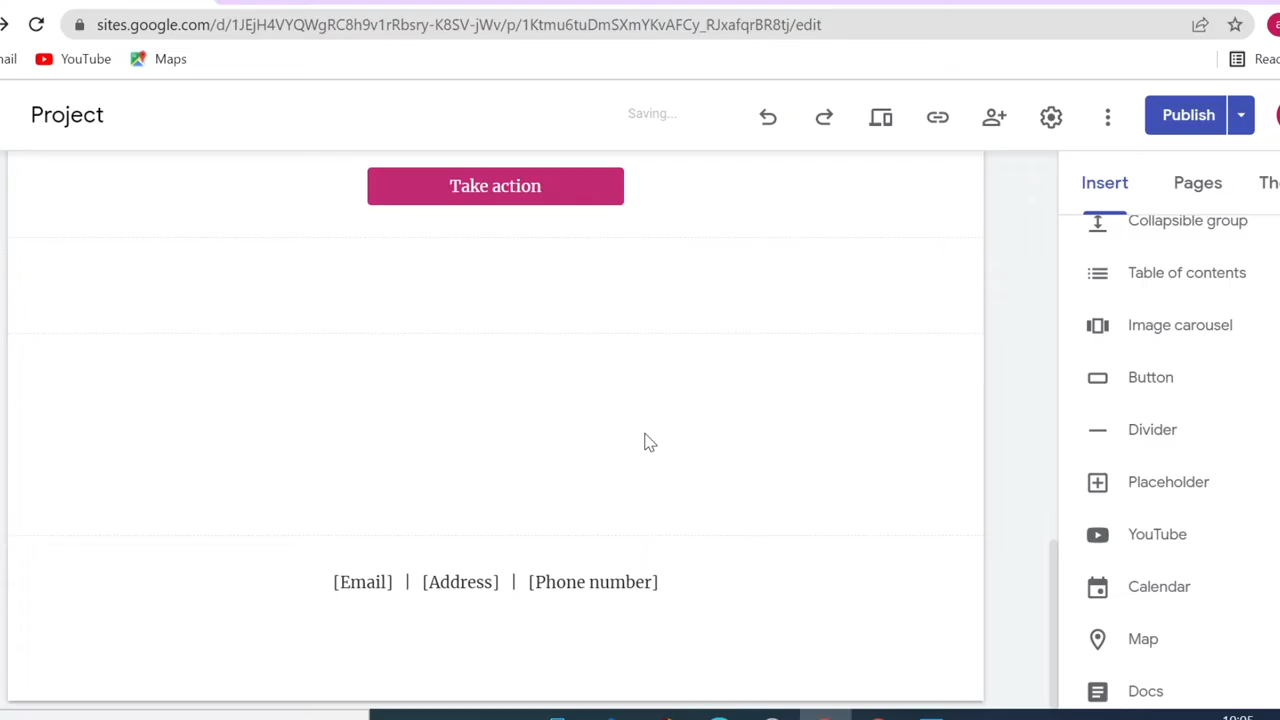 sites.google.com/d/1JEjH4VYQWgRC8h9v1rRbsry-K8SV-jWv/p/1Ktmu6tuDmSXmYKvAFCy_RJxafqrBR8tj/edit
YouTube
Maps
Project
Saving...
Publish
Take action
[Email] | [Address] | [Phone number]
Insert
Pages
Collapsible group
Table of contents
Image carousel
Button
Divider
Placeholder
YouTube
Calendar
Map
Docs